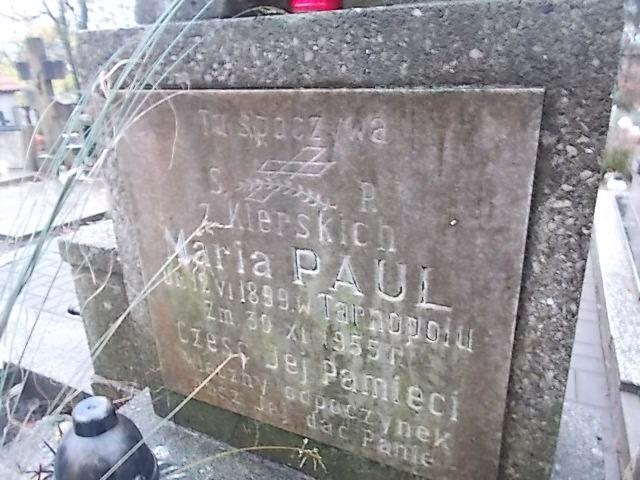 Tu spoczywa
S. P.
z Kierskich
Maria PAUL
ur. 12. VI 1899. w Tarnopolu
Zm. 30 XI 1955 r.
Cześć Jej Pamięci
Wieczny odpoczynek
racz Jej dać Panie